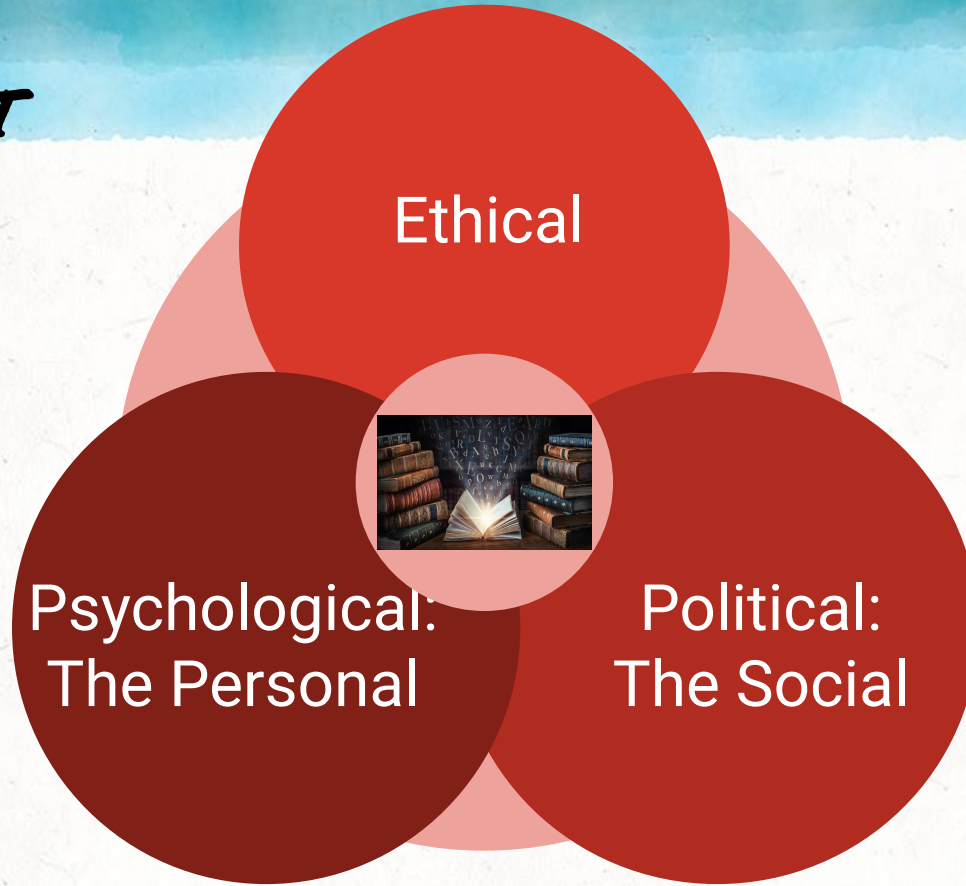 Ethical
Psychological:
The Personal
Political:
The Social